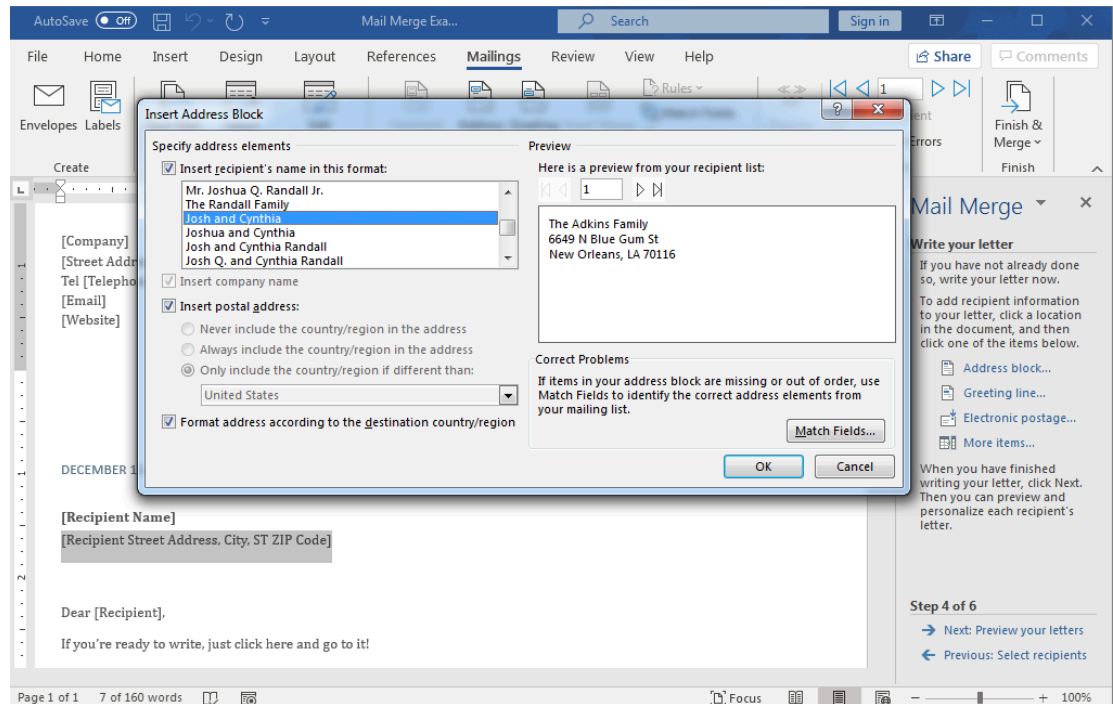 AutoSave Off Mail Merge Exa... Search Sign in
File Home Insert Design Layout References Mailings Review View Help Share Comments
Rules 1
Envelopes Labels
Finish &
Merge
Errors
Create
Finish
Insert Address Block
Specify address elements
Insert recipient's name in this format:
Mr. Joshua Q. Randall Jr.
The Randall Family
Josh and Cynthia
Joshua and Cynthia
Josh and Cynthia Randall
Josh Q. and Cynthia Randall
Insert company name
Insert postal address:
Never include the country/region in the address
Always include the country/region in the address
Only include the country/region if different than:
United States
Format address according to the destination country/region
Preview
Here is a preview from your recipient list:
1
The Adkins Family
6649 N Blue Gum St
New Orleans, LA 70116
Correct Problems
If items in your address block are missing or out of order, use
Match Fields to identify the correct address elements from
your mailing list.
Match Fields...
OK Cancel
[Company]
[Street Addr
Tel [Telepho
[Email]
[Website]
DECEMBER 1
[Recipient Name]
[Recipient Street Address, City, ST ZIP Code]
Dear [Recipient],
If you're ready to write, just click here and go to it!
Mail Merge
Write your letter
If you have not already done
so, write your letter now.
To add recipient information
to your letter, click a location
in the document, and then
click one of the items below.
Address block...
Greeting line...
Electronic postage...
More items...
When you have finished
writing your letter, click Next.
Then you can preview and
personalize each recipient's
letter.
Step 4 of 6
Next: Preview your letters
Previous: Select recipients
Page 1 of 1 7 of 160 words Focus 100%